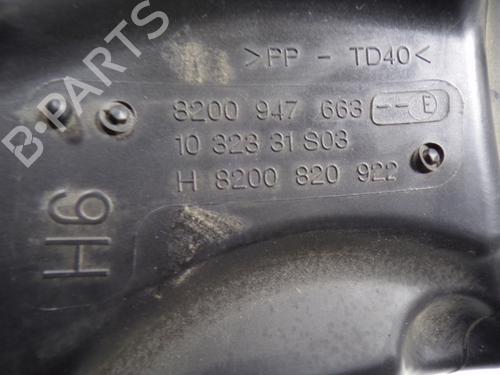 >PP - TD40<
8200 947 663 -- E
10 323 31 S03
H 8200 820 922
H6
B-PARTS